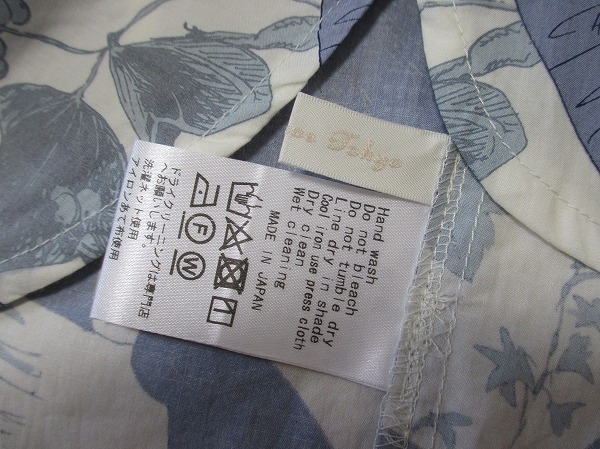 Tokyo
Hand wash
Do not bleach
Do not tumble dry
Line dry in shade
Cool iron use press cloth
Dry clean
Wet cleaning
MADE IN JAPAN
F
W
ドライクリーニングは専門店
へお願いします。
洗濯ネット使用
アイロンあて布使用